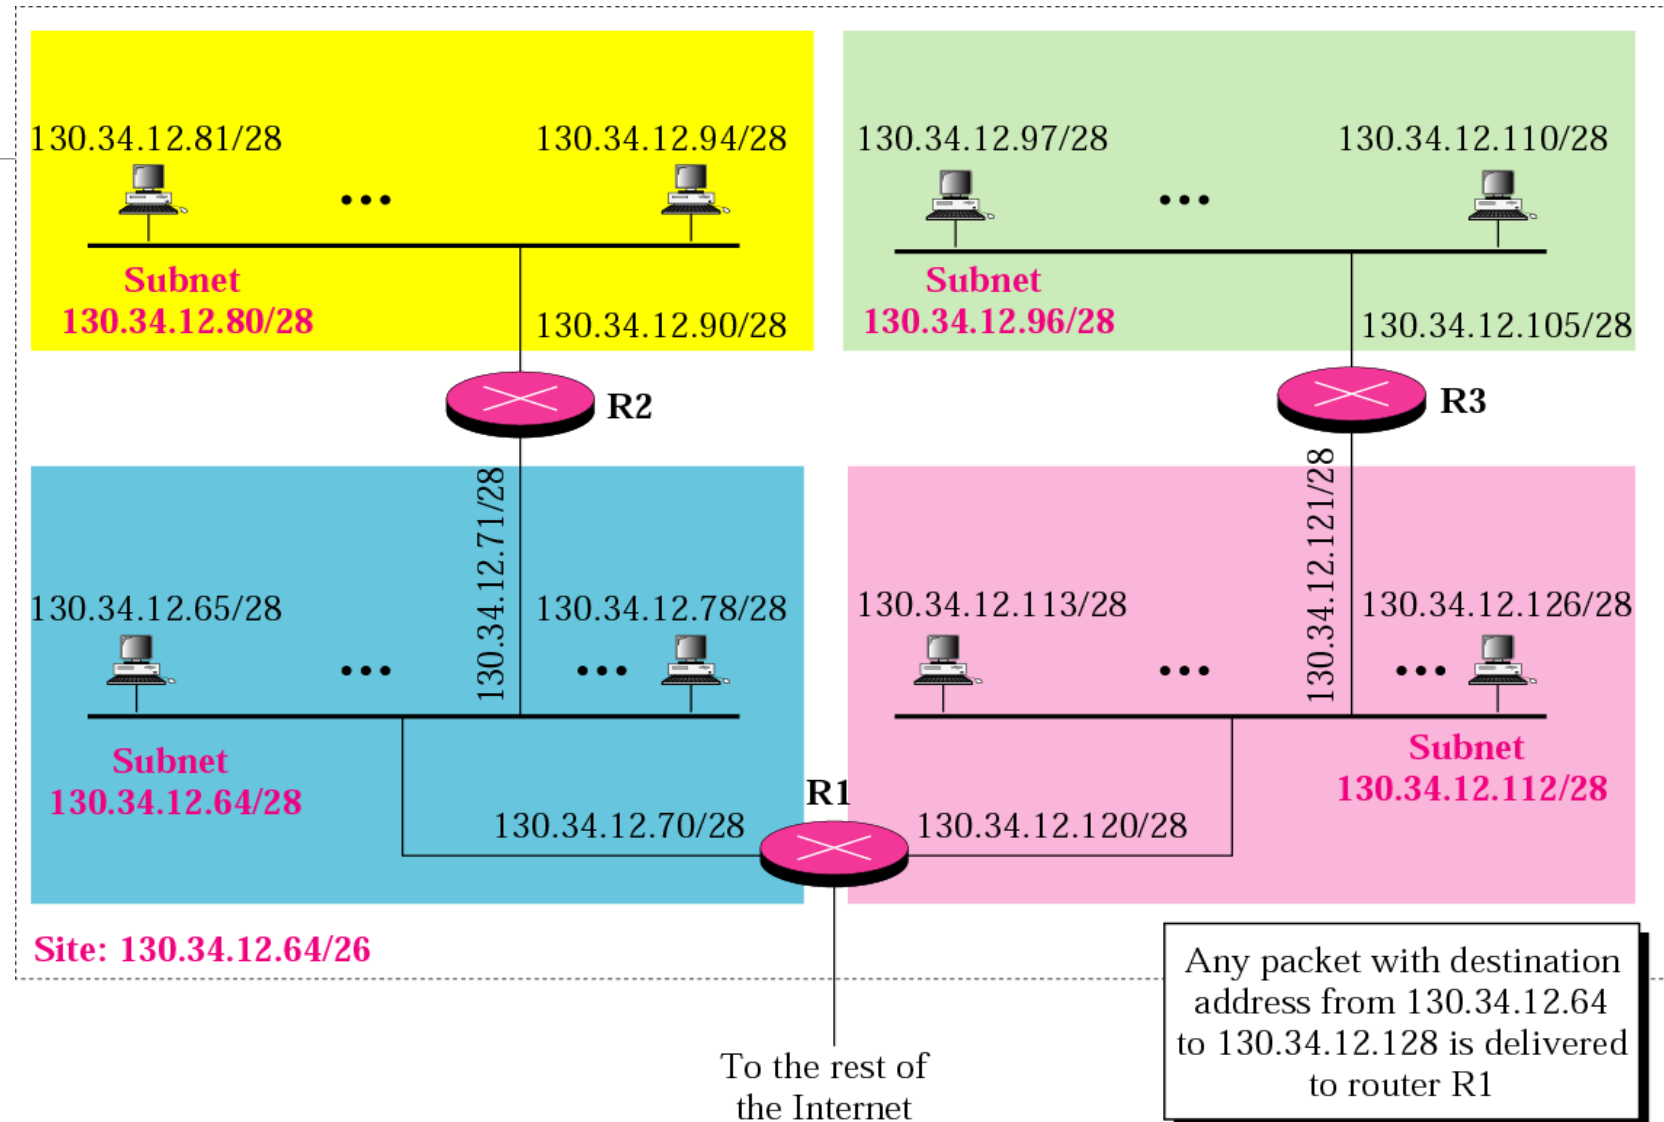 130.34.12.81/28
130.34.12.94/28
130.34.12.97/28
130.34.12.110/28
Subnet
130.34.12.80/28
130.34.12.90/28
Subnet
130.34.12.96/28
130.34.12.105/28
R2
R3
130.34.12.71/28
130.34.12.121/28
130.34.12.65/28
130.34.12.78/28
130.34.12.113/28
130.34.12.126/28
Subnet
130.34.12.64/28
Subnet
130.34.12.112/28
R1
130.34.12.70/28
130.34.12.120/28
Site: 130.34.12.64/26
Any packet with destination
address from 130.34.12.64
to 130.34.12.128 is delivered
to router R1
To the rest of
the Internet